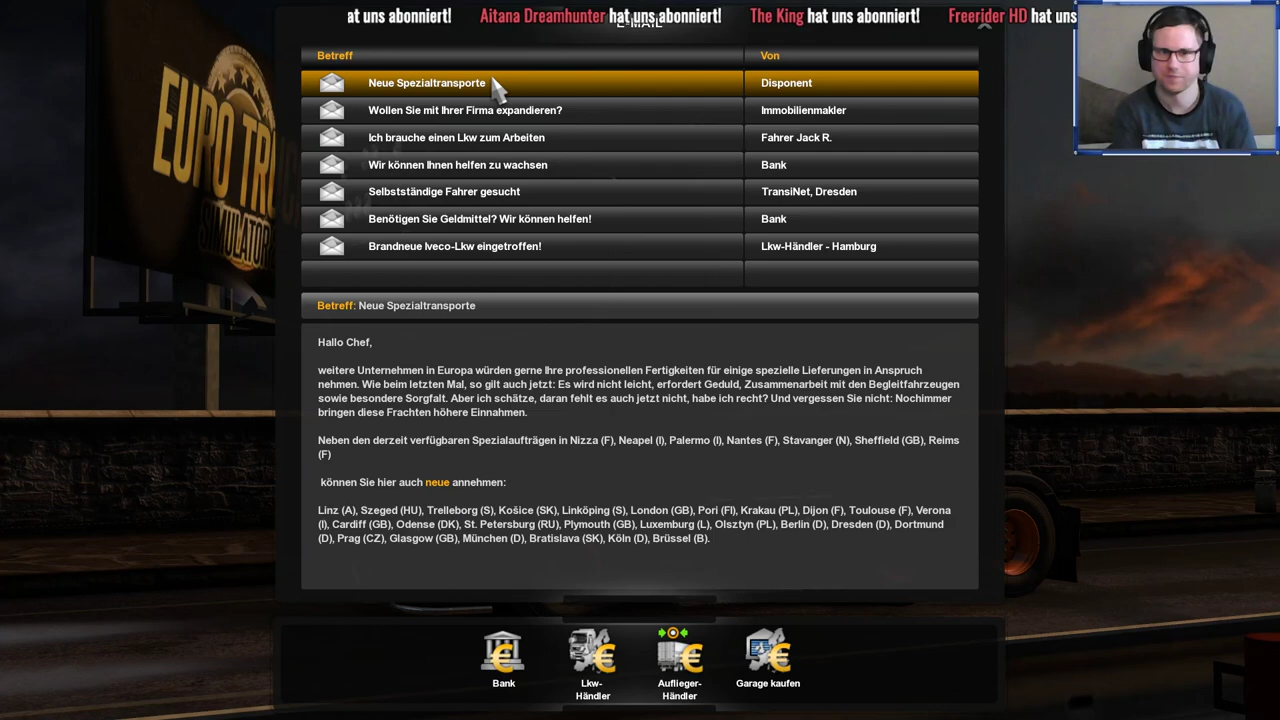 at uns abonniert! Aitana Dreamhunter hat uns abonniert! The King hat uns abonniert! Freerider HD hat uns
E-MAIL
Betreff Von
Neue Spezialtransporte Disponent
Wollen Sie mit Ihrer Firma expandieren? Immobilienmakler
Ich brauche einen Lkw zum Arbeiten Fahrer Jack R.
Wir können Ihnen helfen zu wachsen Bank
Selbstständige Fahrer gesucht TransiNet, Dresden
Benötigen Sie Geldmittel? Wir können helfen! Bank
Brandneue Iveco-Lkw eingetroffen! Lkw-Händler - Hamburg
EURO TRU
SIMULATOR
Betreff: Neue Spezialtransporte
Hallo Chef,
weitere Unternehmen in Europa würden gerne Ihre professionellen Fertigkeiten für einige spezielle Lieferungen in Anspruch
nehmen. Wie beim letzten Mal, so gilt auch jetzt: Es wird nicht leicht, erfordert Geduld, Zusammenarbeit mit den Begleitfahrzeugen
sowie besondere Sorgfalt. Aber ich schätze, daran fehlt es auch jetzt nicht, habe ich recht? Und vergessen Sie nicht: Nochimmer
bringen diese Frachten höhere Einnahmen.
Neben den derzeit verfügbaren Spezialaufträgen in Nizza (F), Neapel (I), Palermo (I), Nantes (F), Stavanger (N), Sheffield (GB), Reims
(F)
können Sie hier auch neue annehmen:
Linz (A), Szeged (HU), Trelleborg (S), Košice (SK), Linköping (S), London (GB), Pori (FI), Krakau (PL), Dijon (F), Toulouse (F), Verona
(I), Cardiff (GB), Odense (DK), St. Petersburg (RU), Plymouth (GB), Luxemburg (L), Olsztyn (PL), Berlin (D), Dresden (D), Dortmund
(D), Prag (CZ), Glasgow (GB), München (D), Bratislava (SK), Köln (D), Brüssel (B).
Bank
Lkw-
Händler
Auflieger-
Händler
Garage kaufen